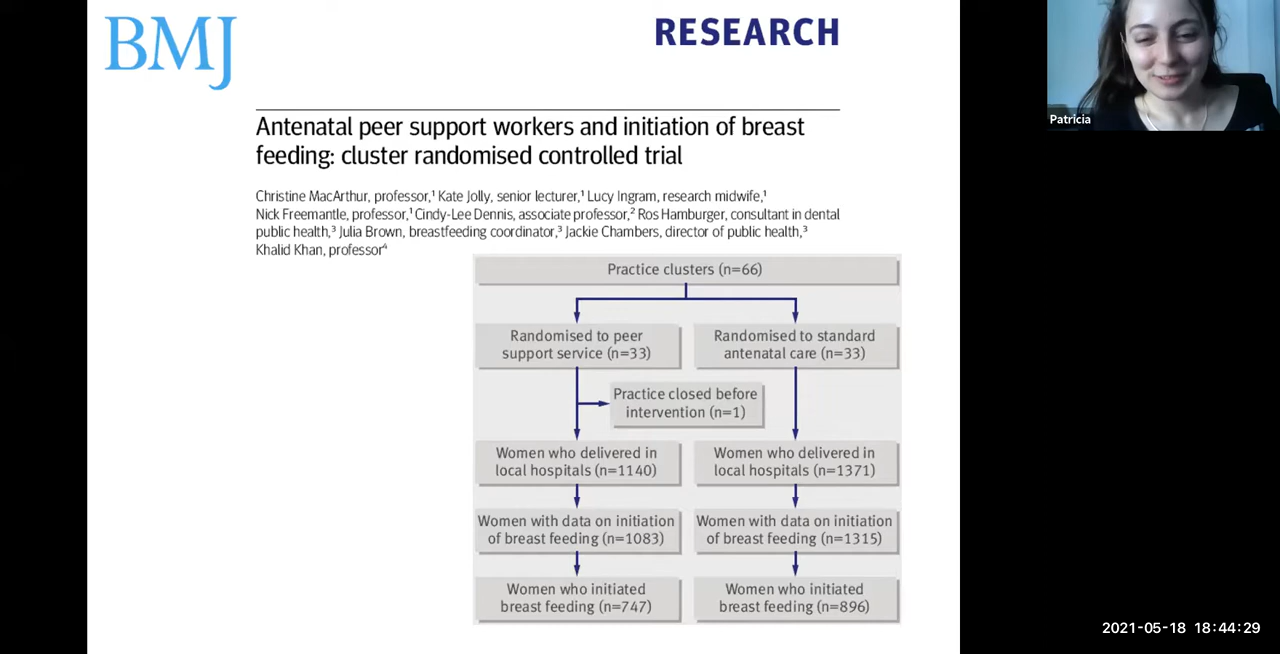 BMJ
RESEARCH
Antenatal peer support workers and initiation of breast
feeding: cluster randomised controlled trial
Christine MacArthur, professor,¹ Kate Jolly, senior lecturer,¹ Lucy Ingram, research midwife,¹
Nick Freemantle, professor,¹ Cindy-Lee Dennis, associate professor,² Ros Hamburger, consultant in dental
public health,³ Julia Brown, breastfeeding coordinator,³ Jackie Chambers, director of public health,³
Khalid Khan, professor⁴
Practice clusters (n=66)
Randomised to peer
support service (n=33)
Randomised to standard
antenatal care (n=33)
Practice closed before
intervention (n=1)
Women who delivered in
local hospitals (n=1140)
Women who delivered in
local hospitals (n=1371)
Women with data on initiation
of breast feeding (n=1083)
Women with data on initiation
of breast feeding (n=1315)
Women who initiated
breast feeding (n=747)
Women who initiated
breast feeding (n=896)
Patricia
2021-05-18 18:44:29